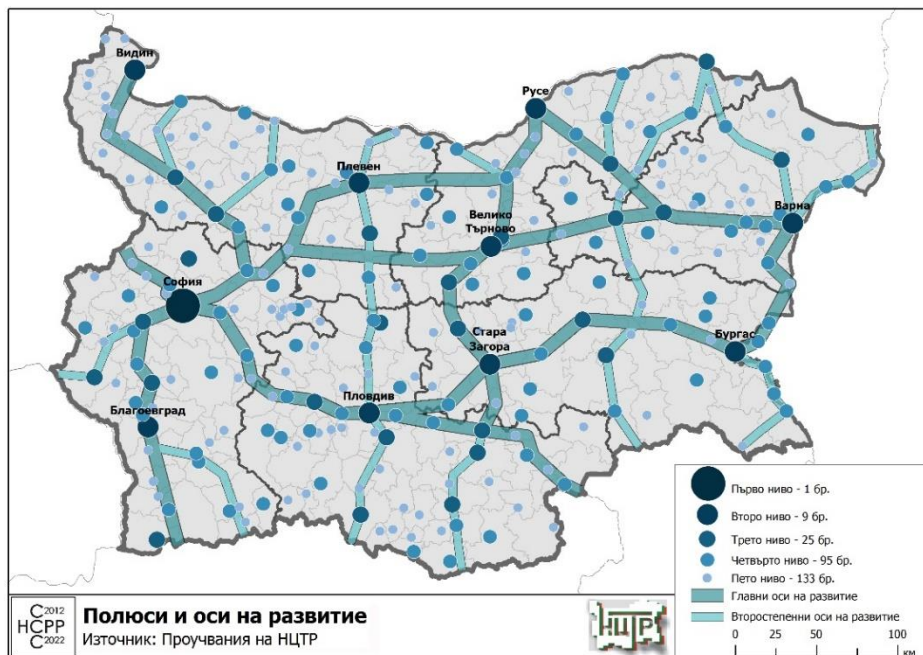 Видин
Русе
Плевен
Велико
Търново
Варна
София
Стара
Загора
Бургас
Пловдив
Благоевград
Първо ниво - 1 бр.
Второ ниво - 9 бр.
Трето ниво - 25 бр.
Четвърто ниво - 95 бр.
Пето ниво - 133 бр.
Главни оси на развитие
Второстепенни оси на развитие
0 25 50 100
км
C 2012
НСРР
C 2022
Полюси и оси на развитие
Източник: Проучвания на НЦТР
НЦТР